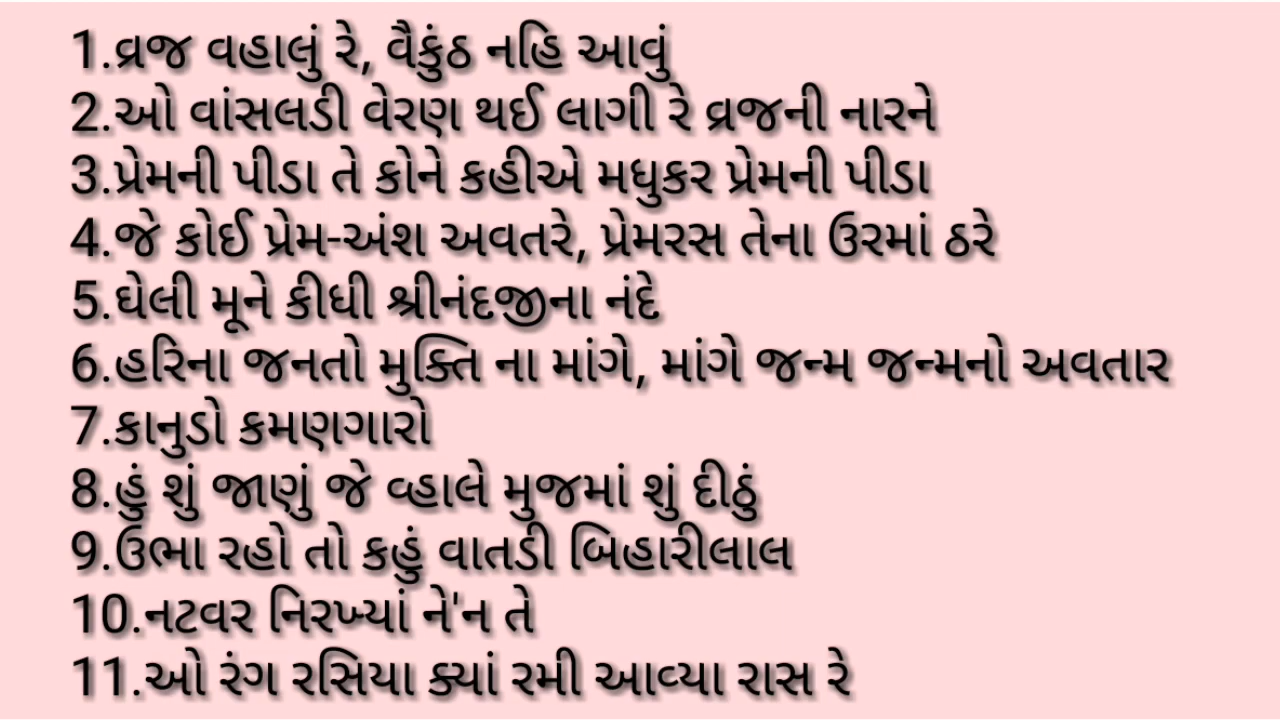 1.વ્રજ વહાલું રે, વૈકુંઠ નહિ આવું
2.ઓ વાંસલડી વેરણ થઈ લાગી રે વ્રજની નારને
3.પ્રેમની પીડા તે કોને કહીએ મધુકર પ્રેમની પીડા
4.જે કોઈ પ્રેમ-અંશ અવતરે, પ્રેમરસ તેના ઉરમાં ઠરે
5.ઘેલી મૂને કીધી શ્રીનંદજીના નંદે
6.હરિના જનતો મુક્તિ ના માંગે, માંગે જન્મ જન્મનો અવતાર
7.કાનુડો કમણગારો
8.હું શું જાણું જે વ્હાલે મુજમાં શું દીઠું
9.ઉભા રહો તો કહું વાતડી બિહારીલાલ
10.નટવર નિરખ્યાં ને'ન તે
11.ઓ રંગ રસિયા ક્યાં રમી આવ્યા રાસ રે